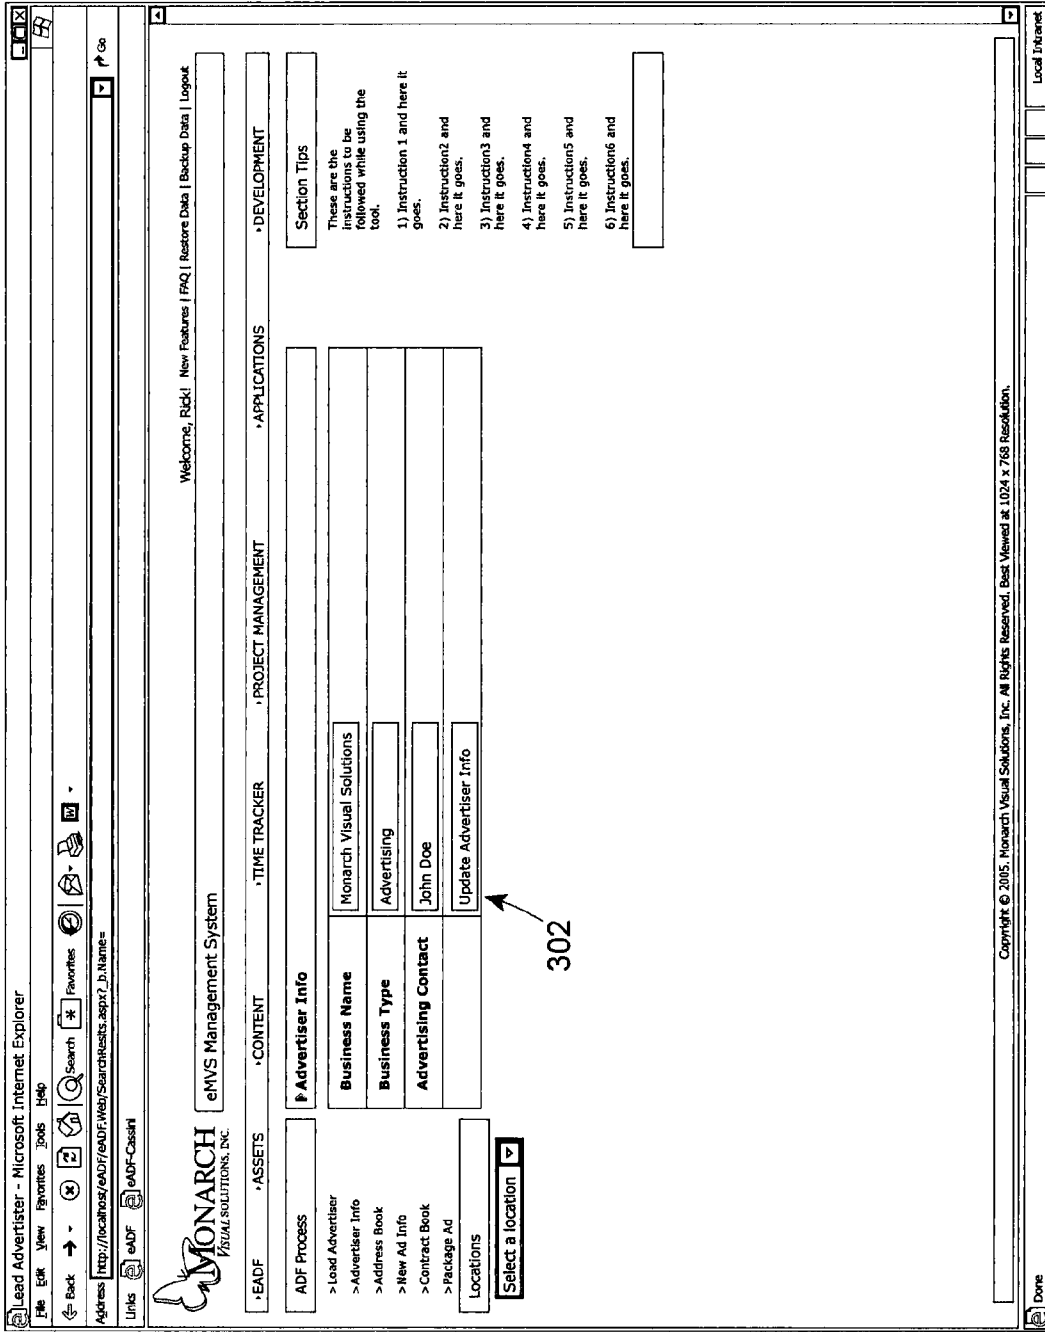 Lead Advertister - Microsoft Internet Explorer
File Edit View Favorites Tools Help
Back Search Favorites W
Address http://localhost/eADF/eADF.Web/SearchReslts.aspx?_b.Name= Go
Links eADF eADF-Cassini
Welcome, Rick! New Features | FAQ | Restore Data | Backup Data | Logout
MONARCH
VISUAL SOLUTIONS, INC.
eMVS Management System
EADF ASSETS CONTENT TIME TRACKER PROJECT MANAGEMENT APPLICATIONS DEVELOPMENT
ADF Process
>Load Advertiser
>Advertiser Info
>Address Book
>New Ad Info
>Contract Book
>Package Ad
Locations
Select a location
Advertiser Info
Business Name Monarch Visual Solutions
Business Type Advertising
Advertising Contact John Doe
Update Advertiser Info
302
Section Tips
These are the
instructions to be
followed while using the
tool.
1) Instruction 1 and here it
goes.
2) Instruction2 and
here it goes.
3) Instruction3 and
here it goes.
4) Instruction4 and
here it goes.
5) Instruction5 and
here it goes.
6) Instruction6 and
here it goes.
Copyright © 2005. Monarch Visual Solutions, Inc. All Rights Reserved. Best Viewed at 1024 x 768 Resolution.
Done Local Intranet